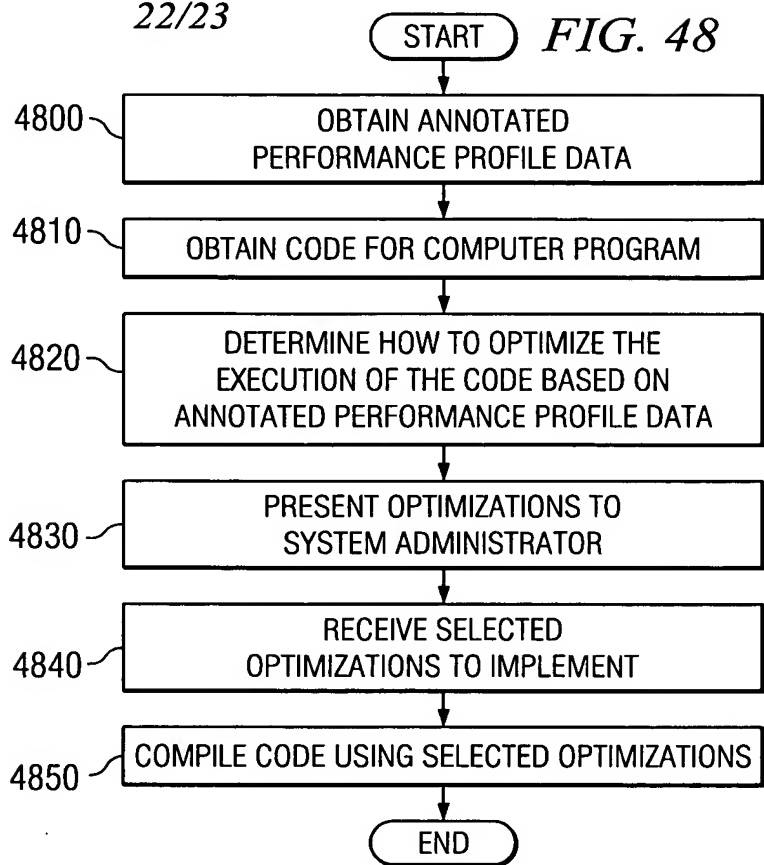 22/23
START
FIG. 48
4800
OBTAIN ANNOTATED
PERFORMANCE PROFILE DATA
4810
OBTAIN CODE FOR COMPUTER PROGRAM
4820
DETERMINE HOW TO OPTIMIZE THE
EXECUTION OF THE CODE BASED ON
ANNOTATED PERFORMANCE PROFILE DATA
4830
PRESENT OPTIMIZATIONS TO
SYSTEM ADMINISTRATOR
4840
RECEIVE SELECTED
OPTIMIZATIONS TO IMPLEMENT
4850
COMPILE CODE USING SELECTED OPTIMIZATIONS
END